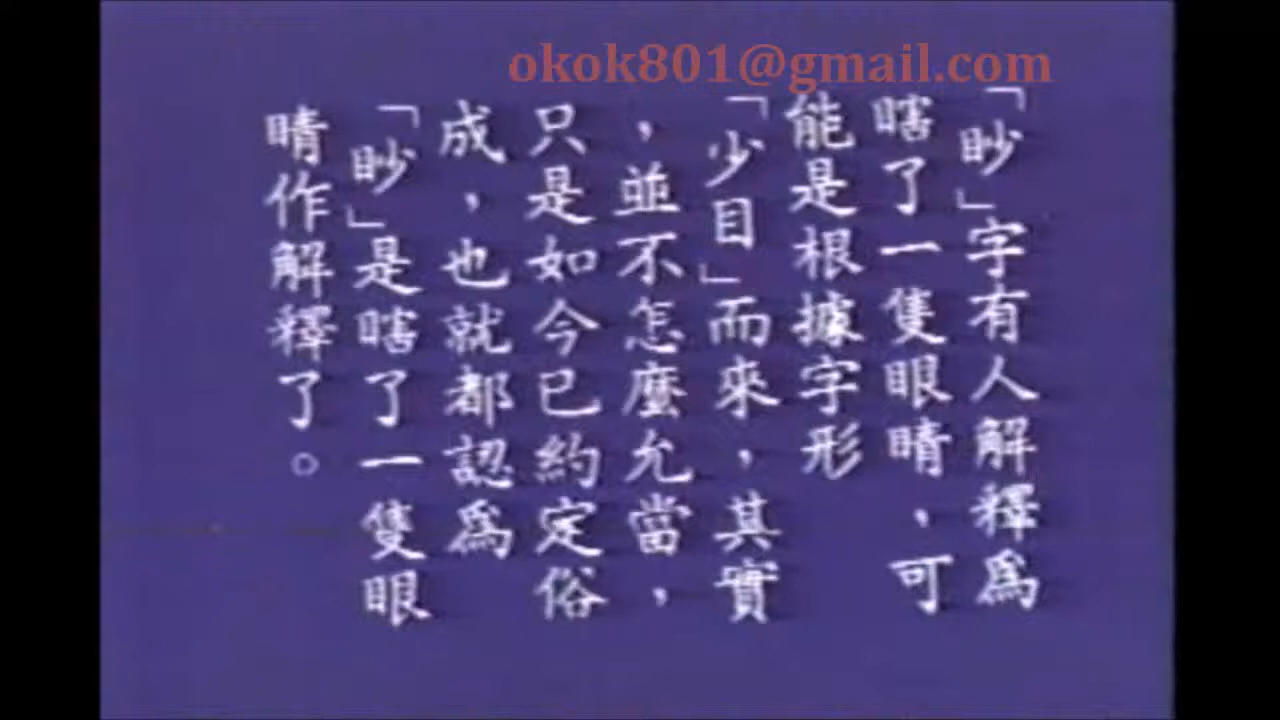 okok801@gmail.com
「眇」字有人解釋爲
瞎了一隻眼睛，可
能是根據字形
「少目」而來，其實
，並不怎麼允當，
只是如今已約定俗
成，也就都認爲
「眇」是瞎了一隻眼
睛作解釋了。